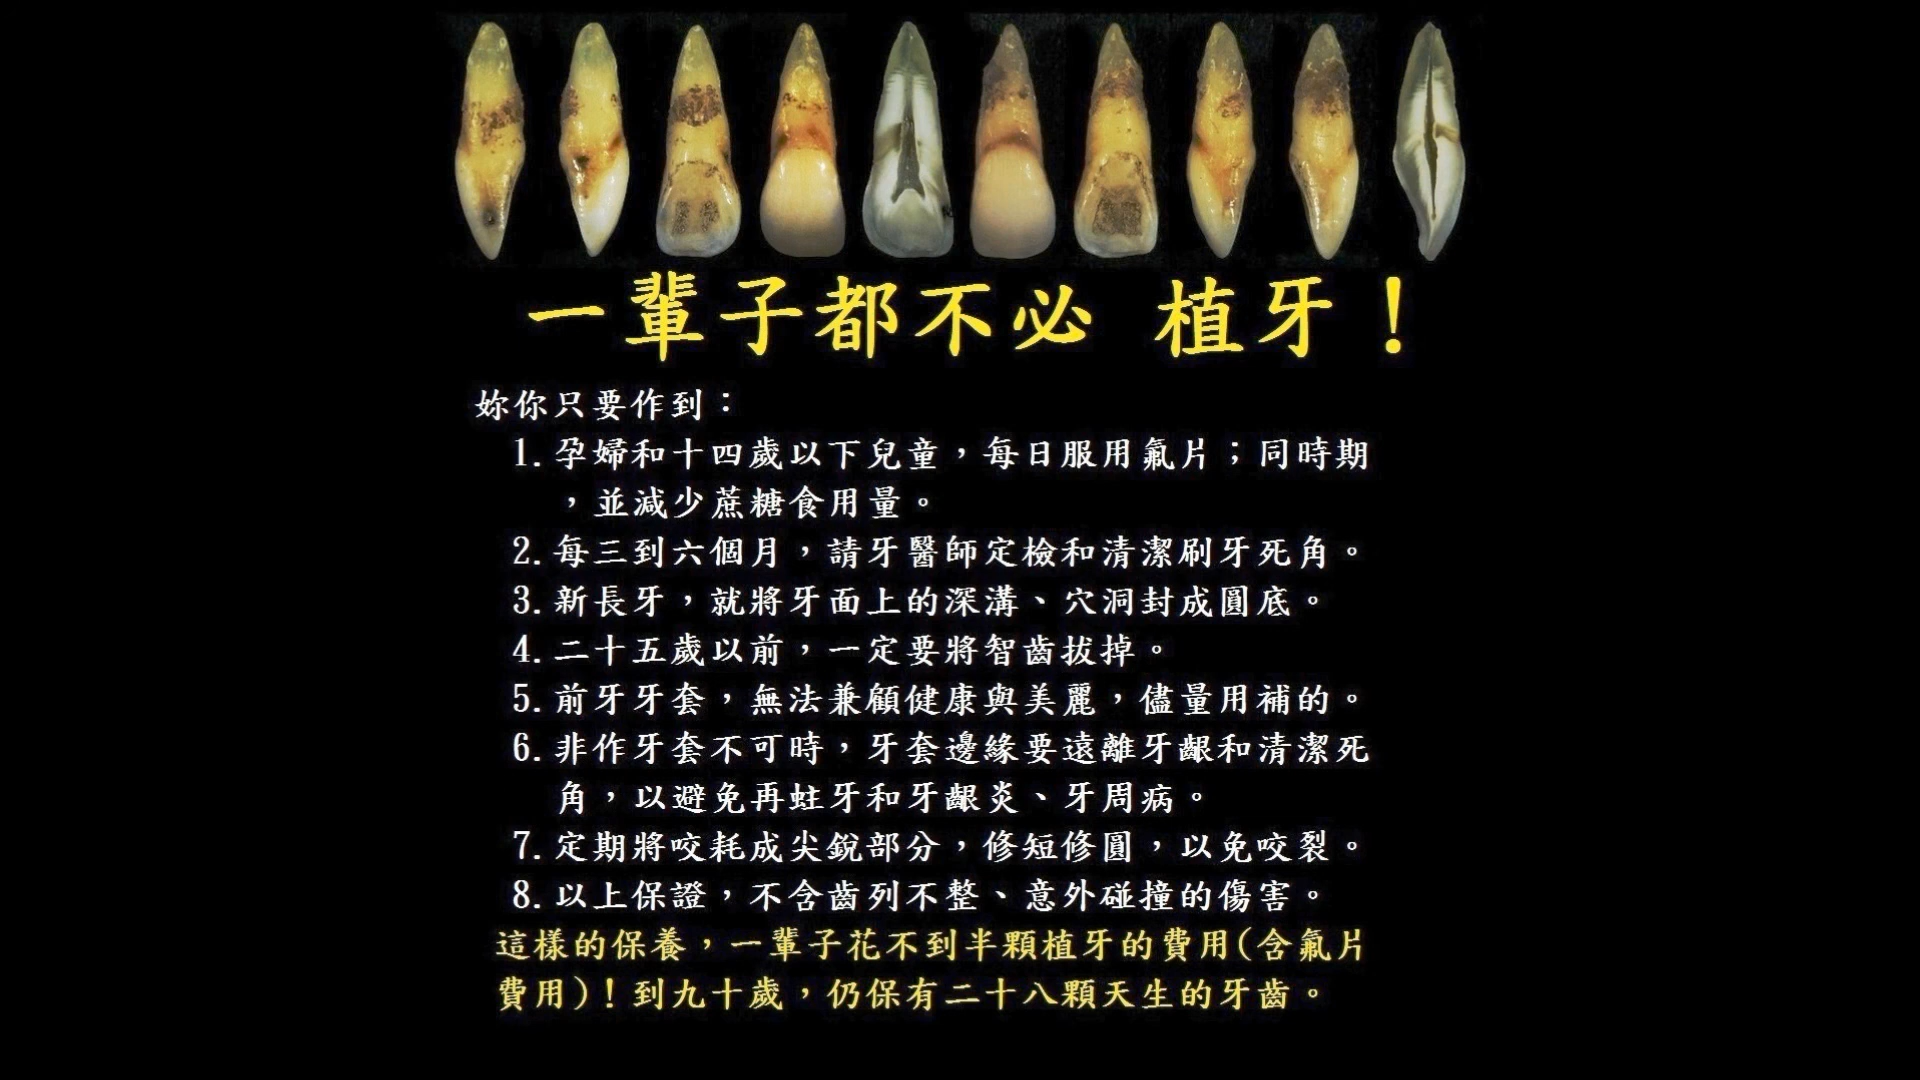 一輩子都不必 植牙！
妳你只要作到：
1.孕婦和十四歲以下兒童，每日服用氟片；同時期
，並減少蔗糖食用量。
2.每三到六個月，請牙醫師定檢和清潔刷牙死角。
3.新長牙，就將牙面上的深溝、穴洞封成圓底。
4.二十五歲以前，一定要將智齒拔掉。
5.前牙牙套，無法兼顧健康與美麗，儘量用補的。
6.非作牙套不可時，牙套邊緣要遠離牙齦和清潔死
角，以避免再蛀牙和牙齦炎、牙周病。
7.定期將咬耗成尖銳部分，修短修圓，以免咬裂。
8.以上保證，不含齒列不整、意外碰撞的傷害。
這樣的保養，一輩子花不到半顆植牙的費用(含氟片
費用)！到九十歲，仍保有二十八顆天生的牙齒。